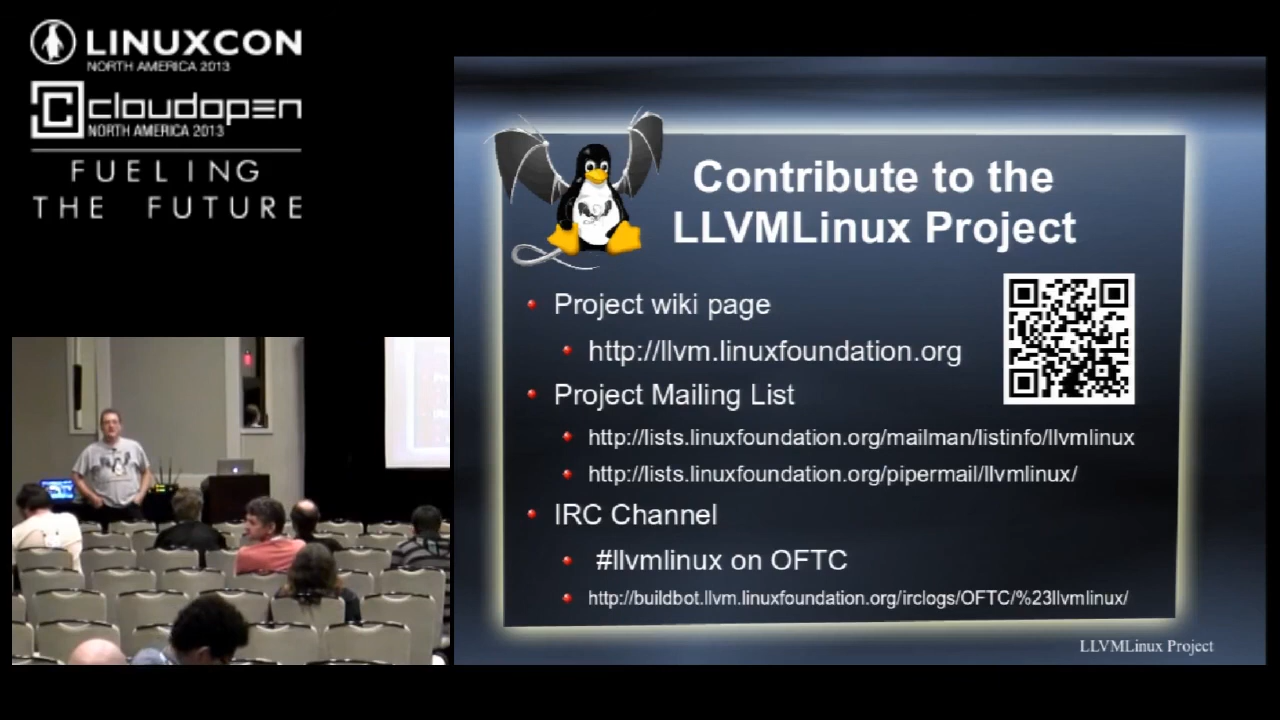 LINUXCON
NORTH AMERICA 2013
cloudopen
NORTH AMERICA 2013
FUELING
THE FUTURE
Contribute to the
LLVMLinux Project
Project wiki page
http://llvm.linuxfoundation.org
Project Mailing List
http://lists.linuxfoundation.org/mailman/listinfo/llvmlinux
http://lists.linuxfoundation.org/pipermail/llvmlinux/
IRC Channel
#llvmlinux on OFTC
http://buildbot.llvm.linuxfoundation.org/irclogs/OFTC/%23llvmlinux/
LLVMLinux Project